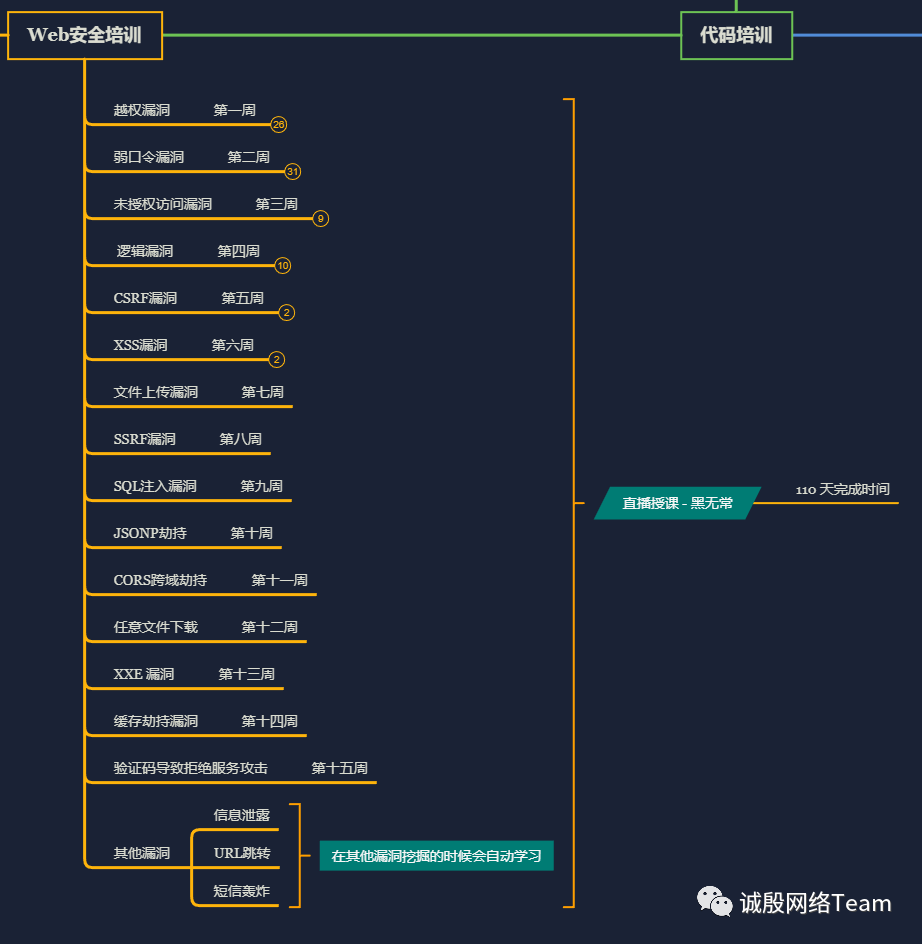 Web安全培训
代码培训
越权漏洞 第一周
26
弱口令漏洞 第二周
31
未授权访问漏洞 第三周
9
逻辑漏洞 第四周
10
CSRF漏洞 第五周
2
XSS漏洞 第六周
2
文件上传漏洞 第七周
SSRF漏洞 第八周
SQL注入漏洞 第九周
JSONP劫持 第十周
CORS跨域劫持 第十一周
任意文件下载 第十二周
XXE 漏洞 第十三周
缓存劫持漏洞 第十四周
验证码导致拒绝服务攻击 第十五周
其他漏洞
信息泄露
URL跳转
短信轰炸
在其他漏洞挖掘的时候会自动学习
直播授课 - 黑无常
110 天完成时间
诚殷网络Team